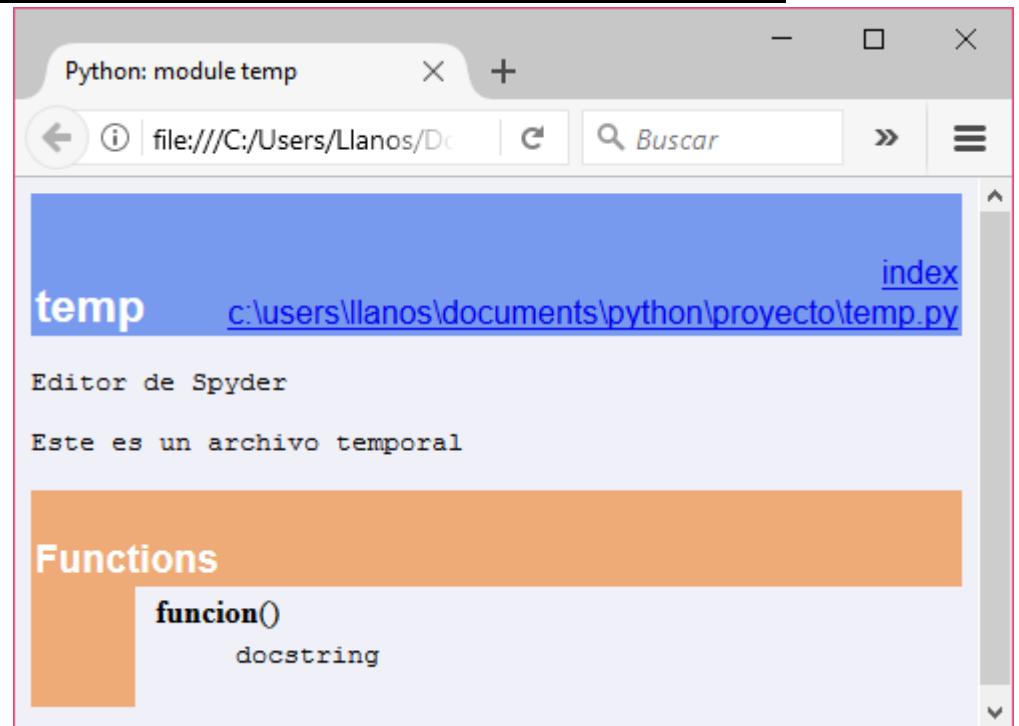 Python: module temp
file:///C:/Users/Llanos/Do
Buscar
index
temp
c:\users\llanos\documents\python\proyecto\temp.py
Editor de Spyder
Este es un archivo temporal
Functions
funcion()
docstring